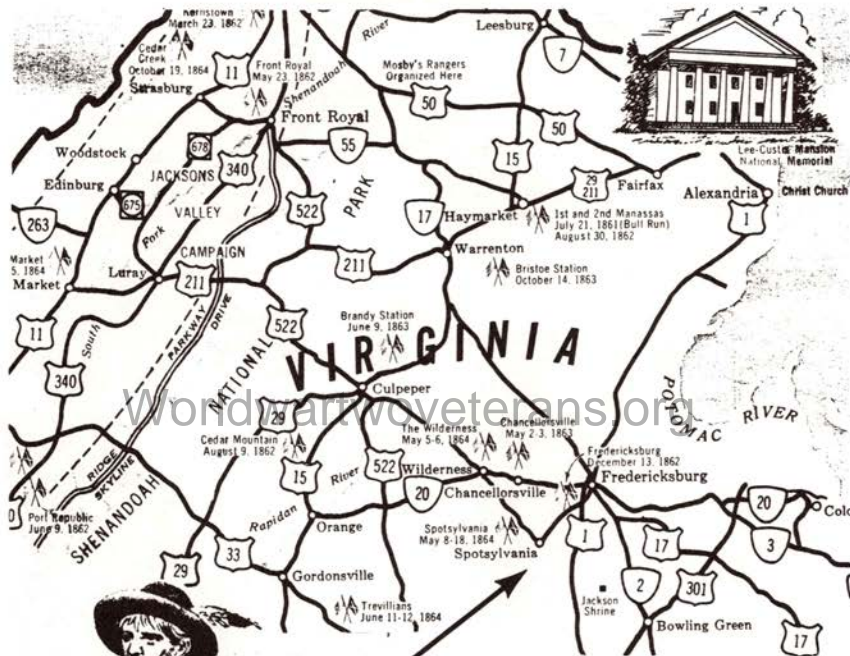 Kernstown
March 23, 1862
Cedar
Creek
October 19, 1864
11
Strasburg
Front Royal
May 23, 1862
Shenandoah
River
Leesburg
7
Mosby's Rangers
Organized Here
50
50
Front Royal
Lee-Custis Mansion
National Memorial
678
55
Woodstock
340
JACKSONS
15
29
211
Fairfax
Edinburg
Alexandria
Christ Church
1
675
VALLEY
522
PARK
17
Haymarket
1st and 2nd Manassas
July 21, 1861 (Bull Run)
August 30, 1862
263
Fork
Warrenton
Market
5, 1864
CAMPAIGN
Luray
211
211
Bristoe Station
October 14, 1863
Market
PARKWAY
DRIVE
Brandy Station
June 9, 1863
11
South
522
VIRGINIA
NATIONAL
340
Culpeper
POTOMAC RIVER
Worldwartwoveterans.org
29
Cedar Mountain
August 9, 1862
The Wilderness
May 5-6, 1864
Chancellorsville
May 2-3, 1863
Fredericksburg
December 13, 1862
RIDGE
SKYLINE
15
River
522
Wilderness
Fredericksburg
20
Chancellorsville
20
Colo
0
Port Republic
June 9, 1862
SHENANDOAH
Rapidan
Orange
Spotsylvania
May 8-18, 1864
Spotsylvania
1
17
3
29
33
Gordonsville
2
301
Jackson
Shrine
Trevillians
June 11-12, 1864
Bowling Green
17